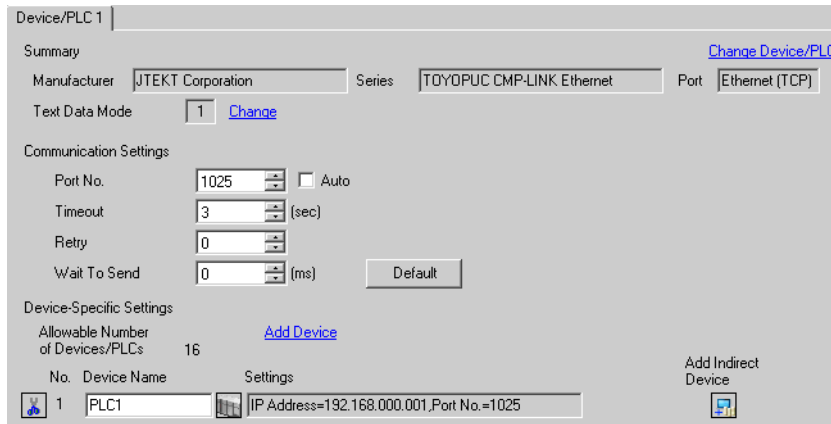 Device/PLC 1
Summary
Change Device/PLC
Manufacturer JTEKT Corporation Series TOYOPUC CMP-LINK Ethernet Port Ethernet (TCP)
Text Data Mode 1 Change
Communication Settings
Port No. 1025 Auto
Timeout 3 (sec)
Retry 0
Wait To Send 0 (ms) Default
Device-Specific Settings
Allowable Number
of Devices/PLCs 16 Add Device
Add Indirect
Device
No. Device Name Settings
1 PLC1 IP Address=192.168.000.001,Port No.=1025